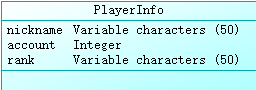 PlayerInfo
nickname Variable characters (50)
account Integer
rank Variable characters (50)